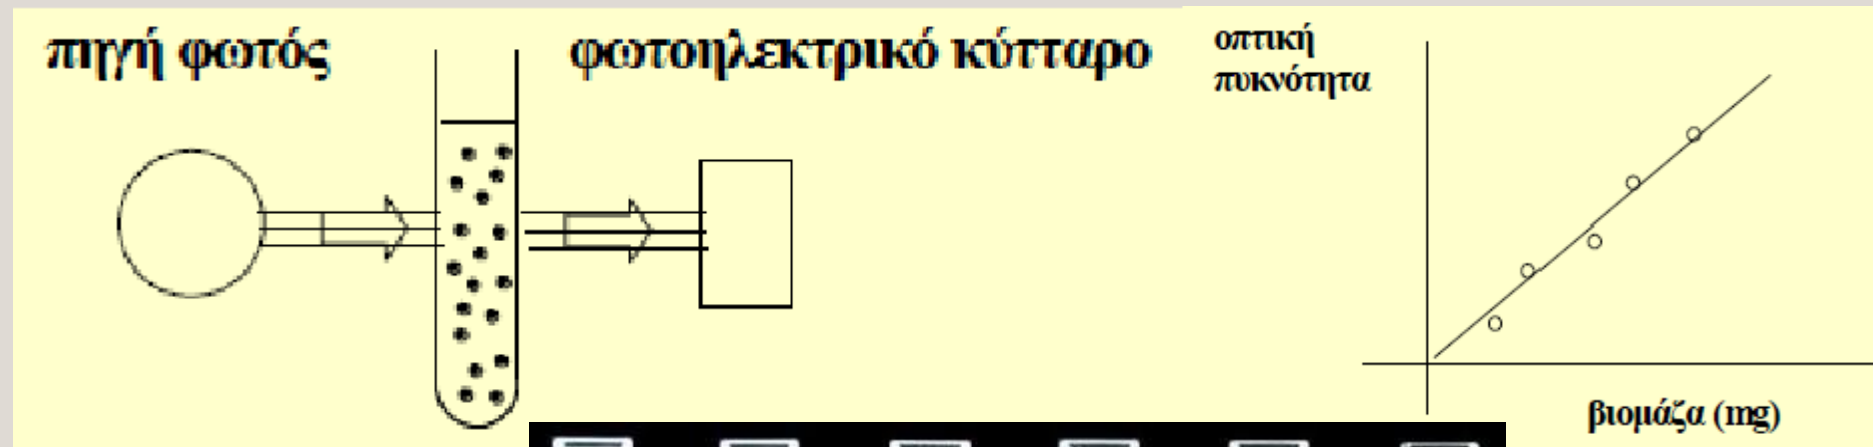 πηγή φωτός
φωτοηλεκτρικό κύτταρο
οπτική
πυκνότητα
βιομάζα (mg)